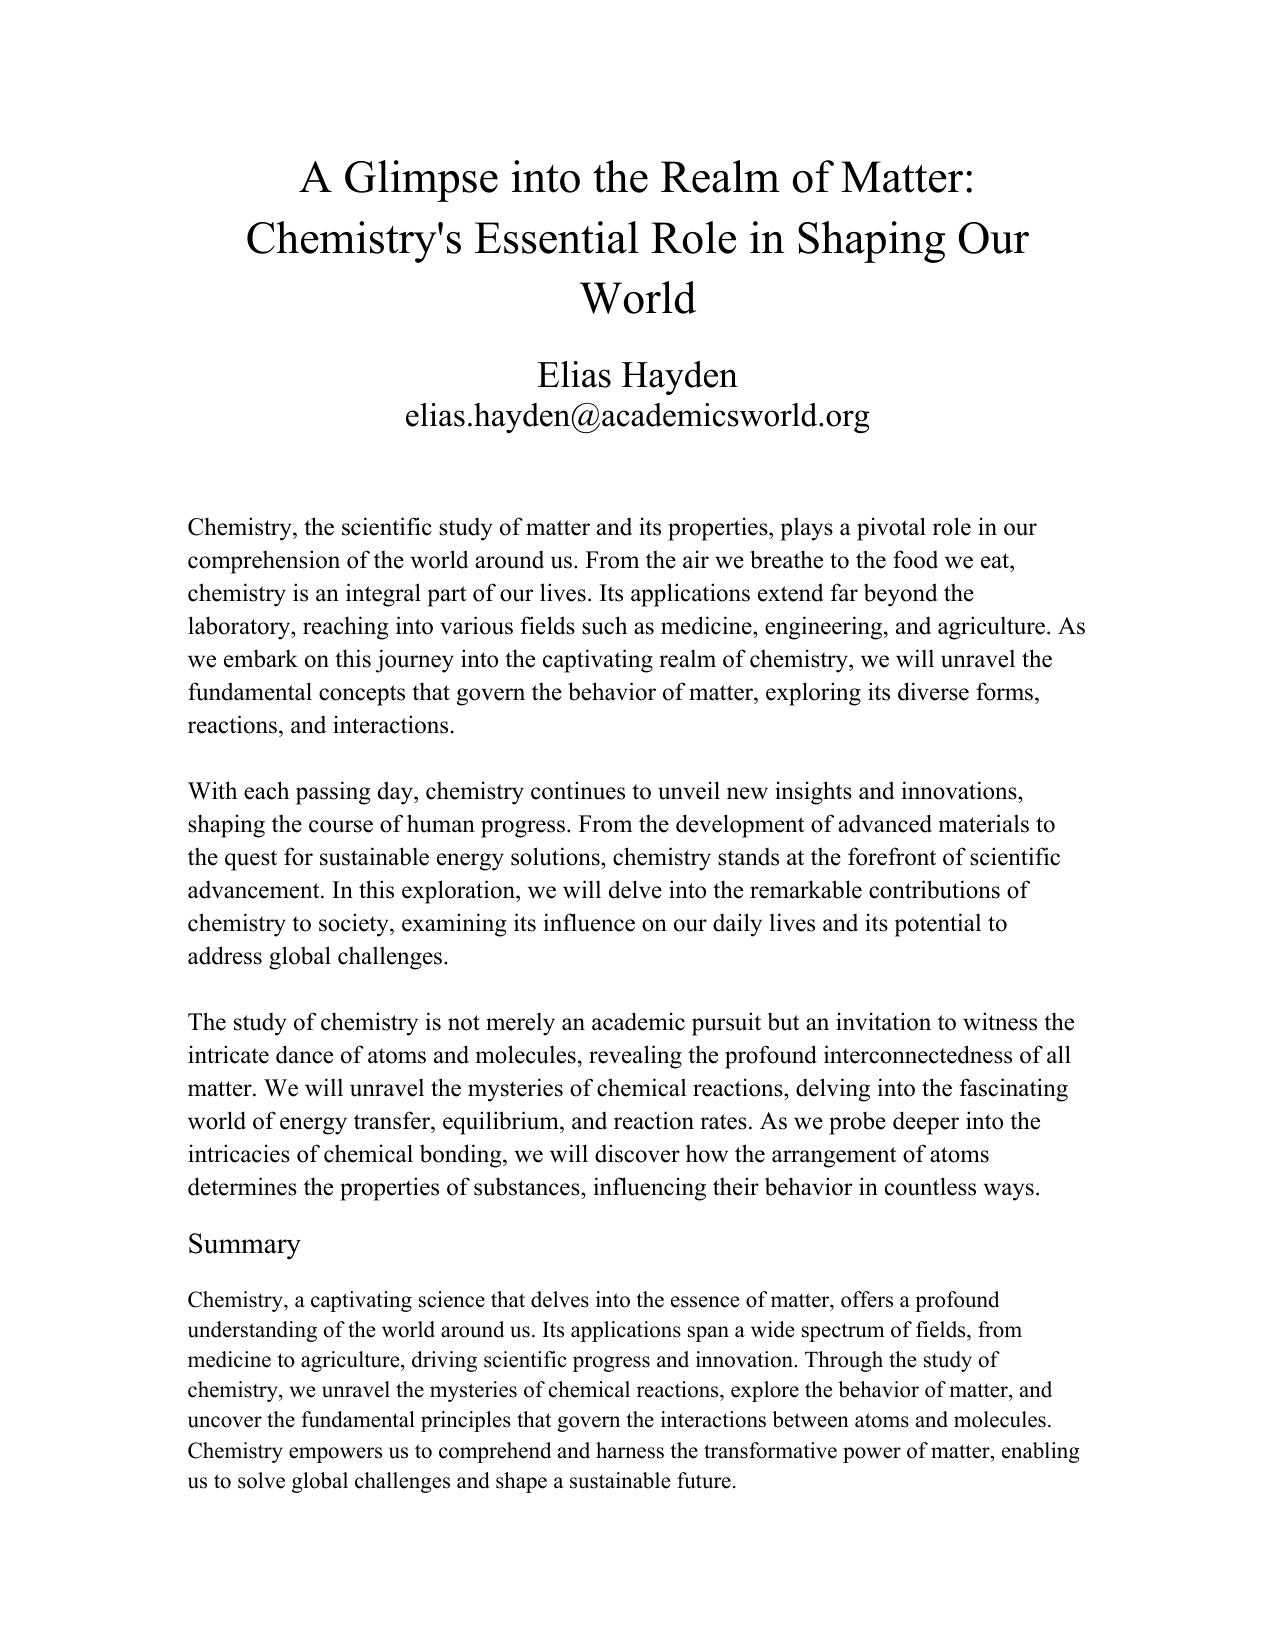 A Glimpse into the Realm of Matter:
Chemistry's Essential Role in Shaping Our
World
Elias Hayden
elias.hayden@academicsworld.org
Chemistry, the scientific study of matter and its properties, plays a pivotal role in our
comprehension of the world around us. From the air we breathe to the food we eat,
chemistry is an integral part of our lives. Its applications extend far beyond the
laboratory, reaching into various fields such as medicine, engineering, and agriculture. As
we embark on this journey into the captivating realm of chemistry, we will unravel the
fundamental concepts that govern the behavior of matter, exploring its diverse forms,
reactions, and interactions.
With each passing day, chemistry continues to unveil new insights and innovations,
shaping the course of human progress. From the development of advanced materials to
the quest for sustainable energy solutions, chemistry stands at the forefront of scientific
advancement. In this exploration, we will delve into the remarkable contributions of
chemistry to society, examining its influence on our daily lives and its potential to
address global challenges.
The study of chemistry is not merely an academic pursuit but an invitation to witness the
intricate dance of atoms and molecules, revealing the profound interconnectedness of all
matter. We will unravel the mysteries of chemical reactions, delving into the fascinating
world of energy transfer, equilibrium, and reaction rates. As we probe deeper into the
intricacies of chemical bonding, we will discover how the arrangement of atoms
determines the properties of substances, influencing their behavior in countless ways.
Summary
Chemistry, a captivating science that delves into the essence of matter, offers a profound
understanding of the world around us. Its applications span a wide spectrum of fields, from
medicine to agriculture, driving scientific progress and innovation. Through the study of
chemistry, we unravel the mysteries of chemical reactions, explore the behavior of matter, and
uncover the fundamental principles that govern the interactions between atoms and molecules.
Chemistry empowers us to comprehend and harness the transformative power of matter, enabling
us to solve global challenges and shape a sustainable future.